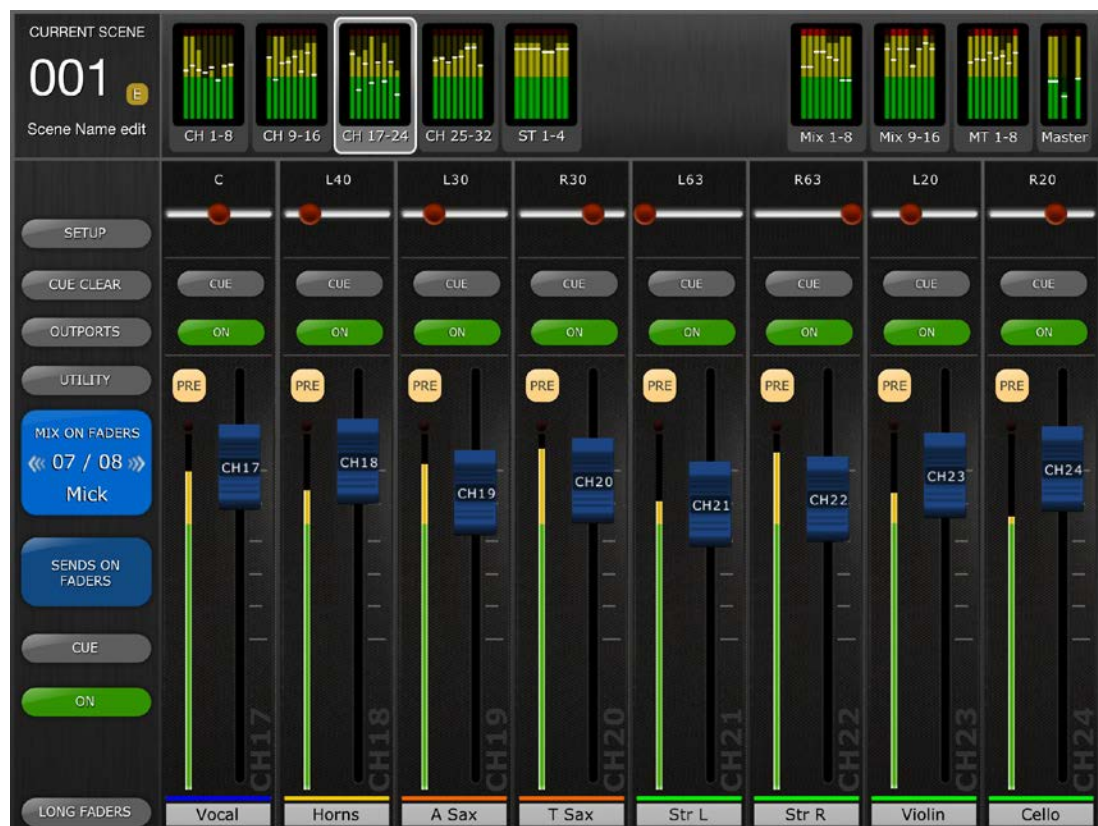 CURRENT SCENE
001 E
Scene Name edit
CH 1-8 CH 9-16 CH 17-24 CH 25-32 ST 1-4 Mix 1-8 Mix 9-16 MT 1-8 Master
C L40 L30 R30 L63 R63 L20 R20
SETUP
CUE CLEAR CUE CUE CUE CUE CUE CUE CUE CUE
OUTPORTS ON ON ON ON ON ON ON ON
UTILITY PRE PRE PRE PRE PRE PRE PRE PRE
MIX ON FADERS
07 / 08
Mick
CH17 CH18 CH19 CH20 CH21 CH22 CH23 CH24
SENDS ON
FADERS
CUE
ON
CH17 CH18 CH19 CH20 CH21 CH22 CH23 CH24
LONG FADERS Vocal Horns A Sax T Sax Str L Str R Violin Cello